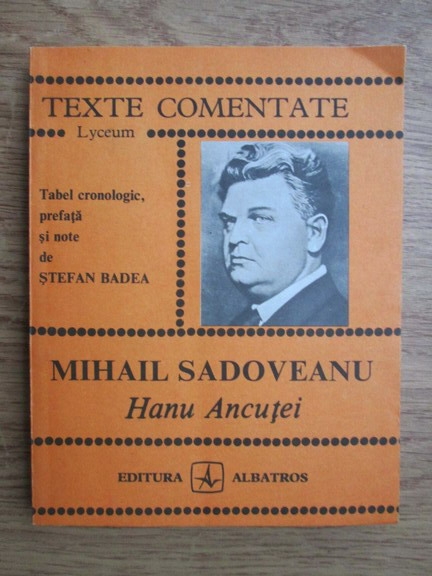 TEXTE COMENTATE
Lyceum
Tabel cronologic,
prefață
și note
de
ȘTEFAN BADEA
MIHAIL SADOVEANU
Hanu Ancuței
EDITURA ALBATROS